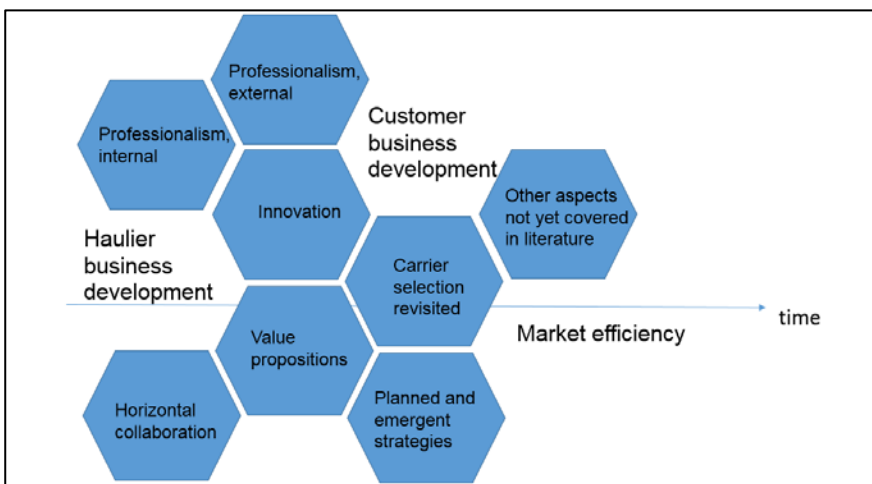 Professionalism,
external
Professionalism,
internal
Customer
business
development
Innovation
Other aspects
not yet covered
in literature
Haulier
business
development
Carrier
selection
revisited
time
Value
propositions
Market efficiency
Horizontal
collaboration
Planned and
emergent
strategies